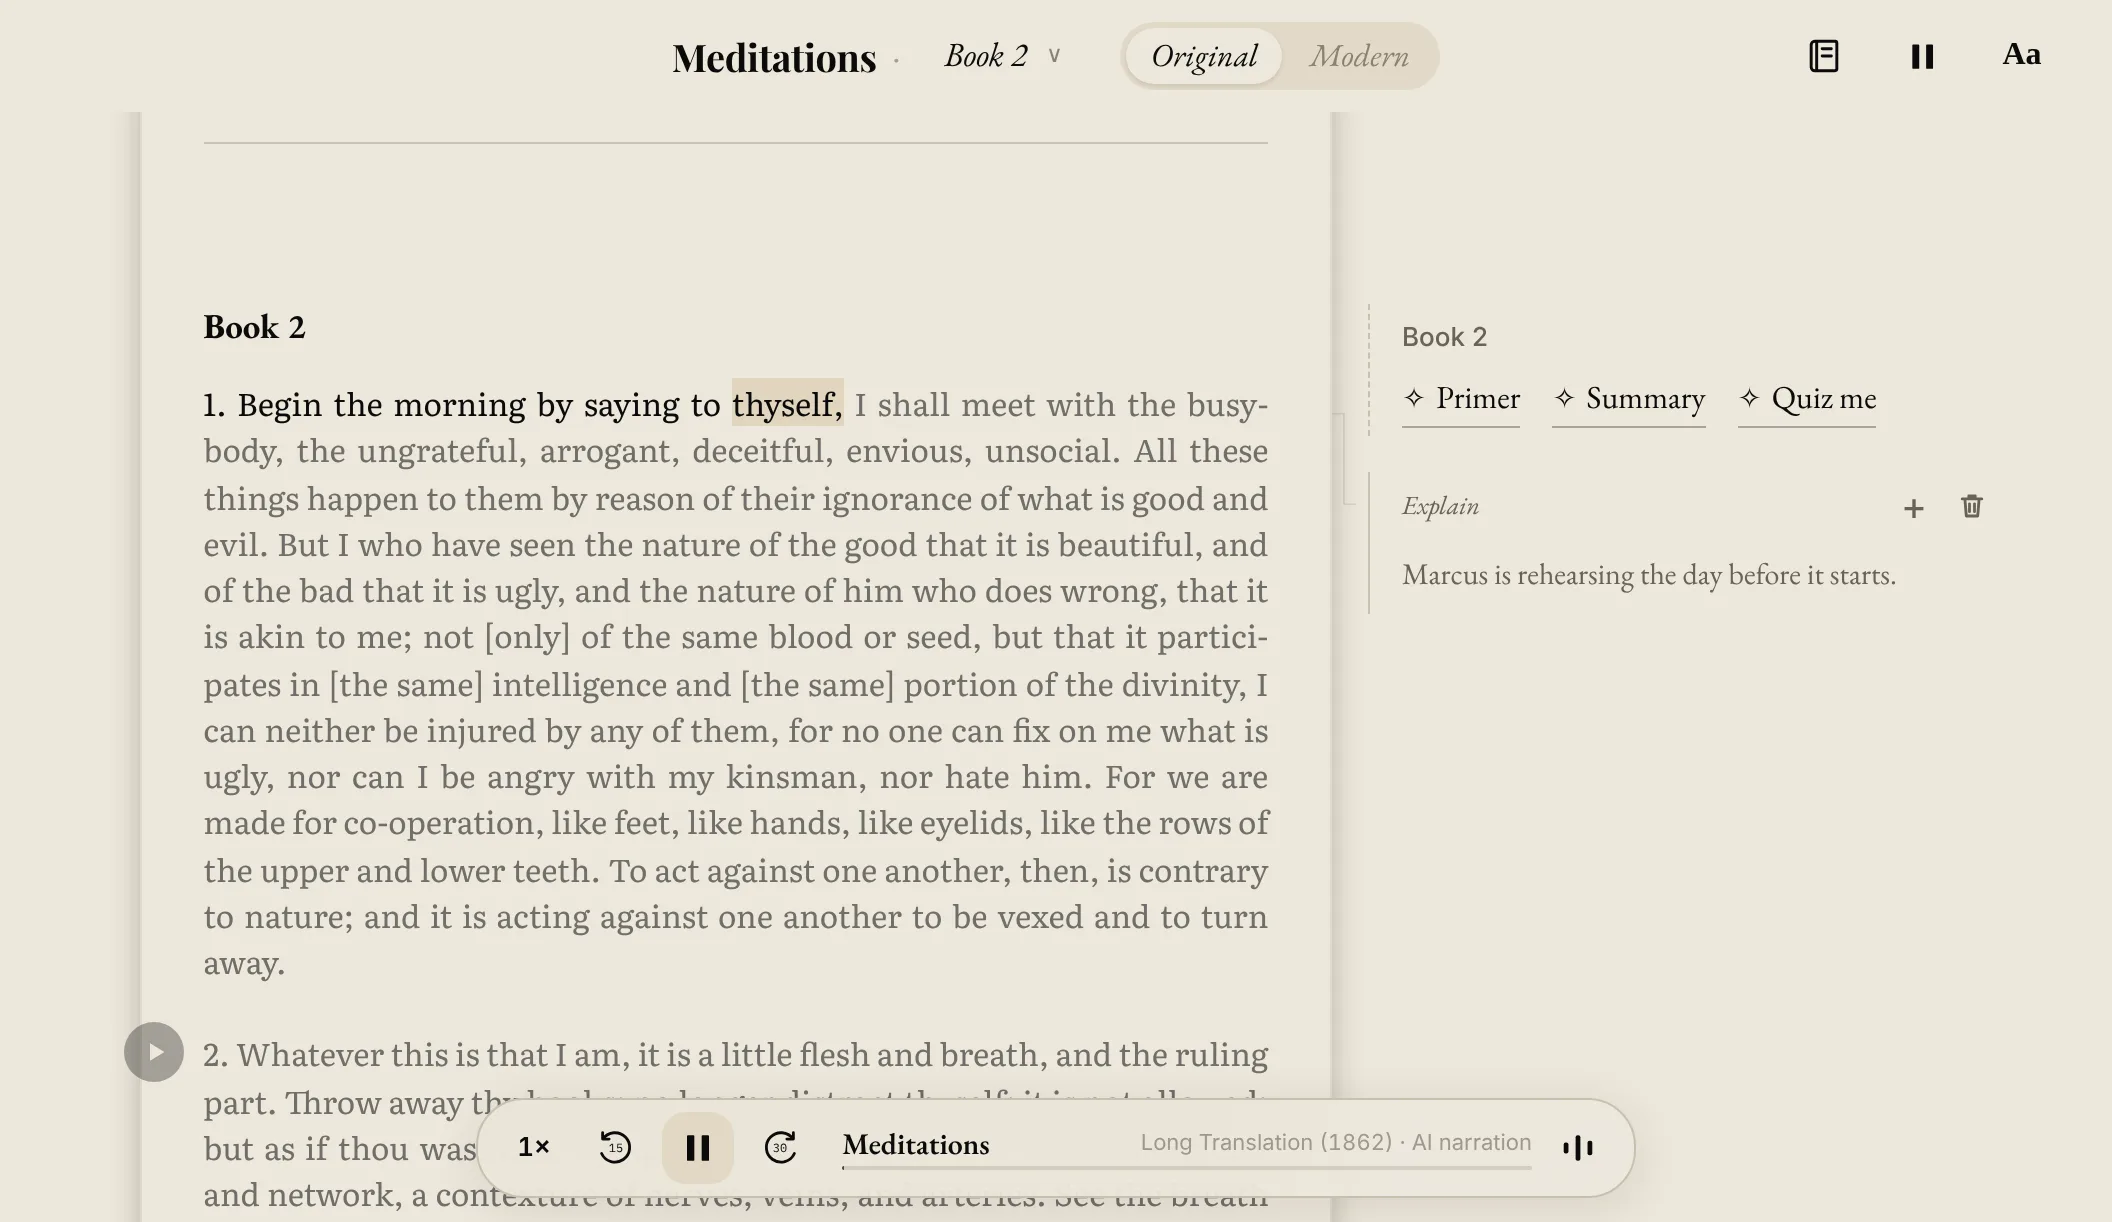 Meditations · Book 2 Original Modern Aa
Book 2
1. Begin the morning by saying to thyself, I shall meet with the busy-
body, the ungrateful, arrogant, deceitful, envious, unsocial. All these
things happen to them by reason of their ignorance of what is good and
evil. But I who have seen the nature of the good that it is beautiful, and
of the bad that it is ugly, and the nature of him who does wrong, that it
is akin to me; not [only] of the same blood or seed, but that it partici-
pates in [the same] intelligence and [the same] portion of the divinity, I
can neither be injured by any of them, for no one can fix on me what is
ugly, nor can I be angry with my kinsman, nor hate him. For we are
made for co-operation, like feet, like hands, like eyelids, like the rows of
the upper and lower teeth. To act against one another, then, is contrary
to nature; and it is acting against one another to be vexed and to turn
away.
2. Whatever this is that I am, it is a little flesh and breath, and the ruling
part. Throw away
but as if thou was
and network, a contexture of nerves, veins, and arteries. See the breath
Book 2
Primer Summary Quiz me
Explain
Marcus is rehearsing the day before it starts.
1× 15 30 Meditations Long Translation (1862) · AI narration